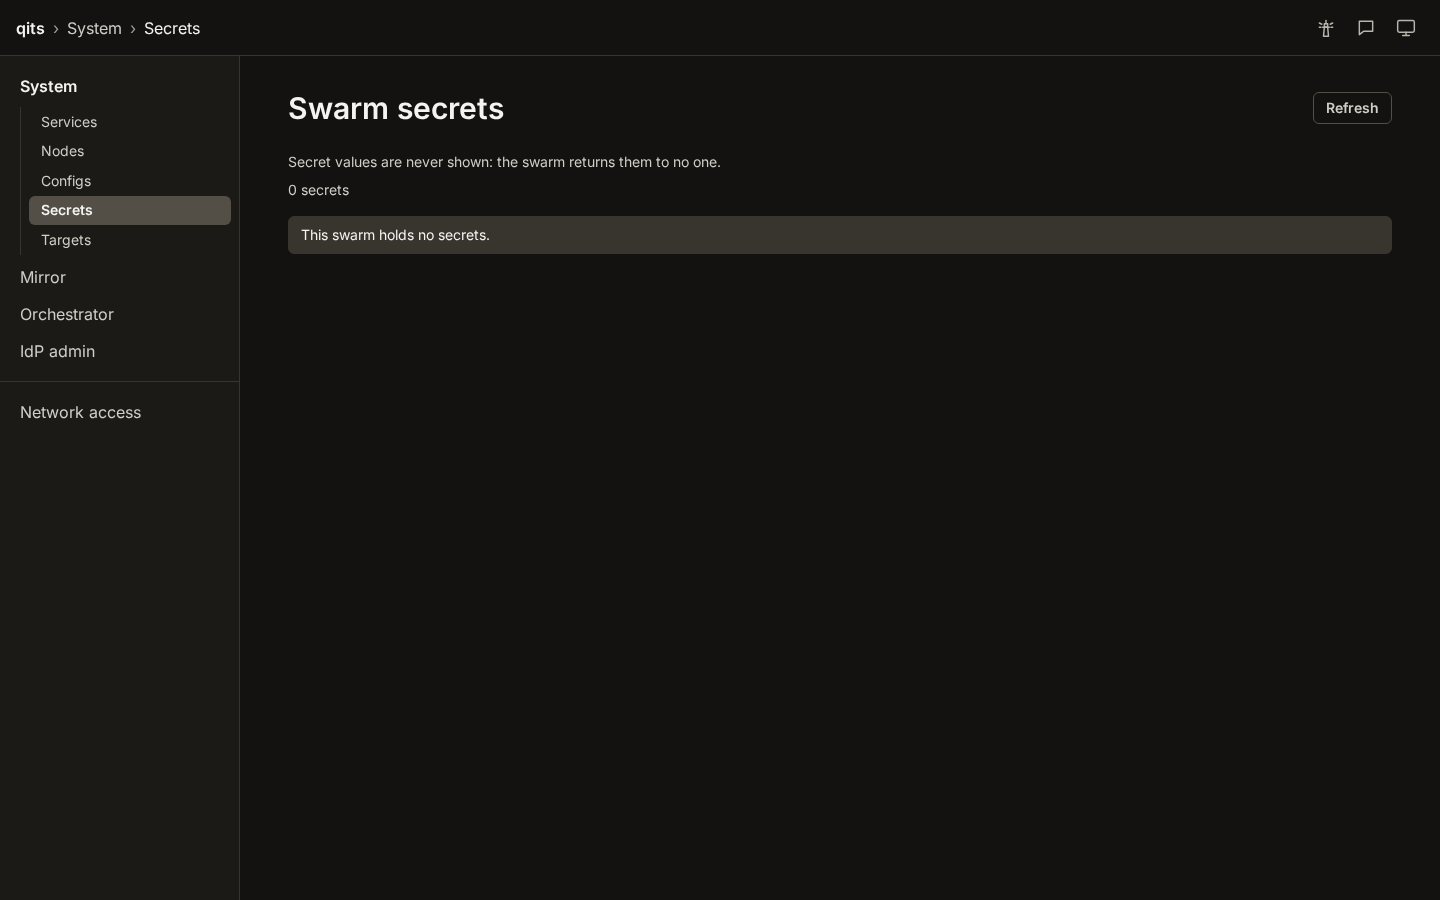 qits › System › Secrets
System
Services
Nodes
Configs
Secrets
Targets
Mirror
Orchestrator
IdP admin
Network access
Swarm secrets
Refresh
Secret values are never shown: the swarm returns them to no one.
0 secrets
This swarm holds no secrets.